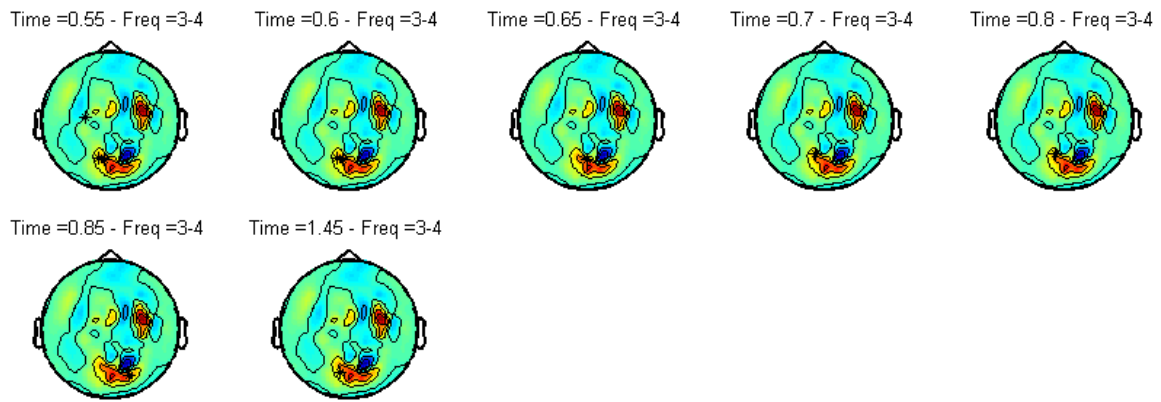 Time =0.55 - Freq =3-4
Time =0.6 - Freq =3-4
Time =0.65 - Freq =3-4
Time =0.7 - Freq =3-4
Time =0.8 - Freq =3-4
Time =0.85 - Freq =3-4
Time =1.45 - Freq =3-4